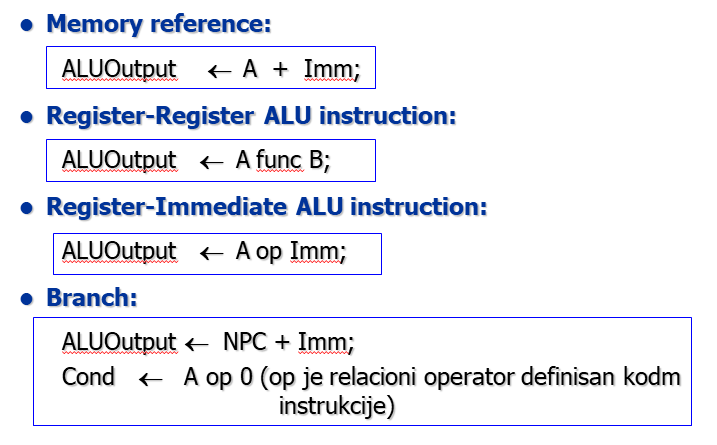 • Memory reference:
ALUOutput ← A + Imm;
• Register-Register ALU instruction:
ALUOutput ← A func B;
• Register-Immediate ALU instruction:
ALUOutput ← A op Imm;
• Branch:
ALUOutput ← NPC + Imm;
Cond ← A op 0 (op je relacioni operator definisan kodm
instrukcije)